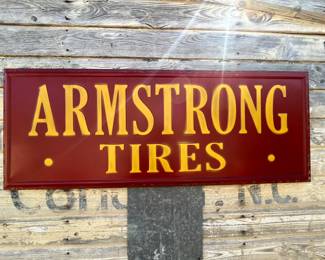 ARMSTRONG
• TIRES •
N.C.